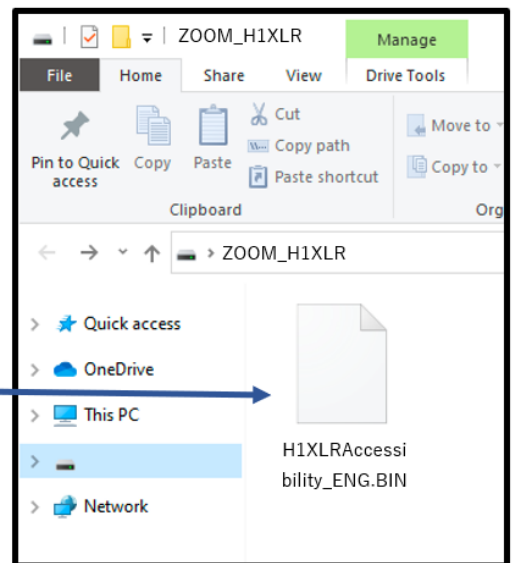 ZOOM_H1XLR
Manage
File Home Share View Drive Tools
Pin to Quick
access
Copy
Paste
Cut
Copy path
Paste shortcut
Move to
Copy to
Clipboard
Org
ZOOM_H1XLR
Quick access
OneDrive
This PC
Network
H1XLRAccessi
bility_ENG.BIN